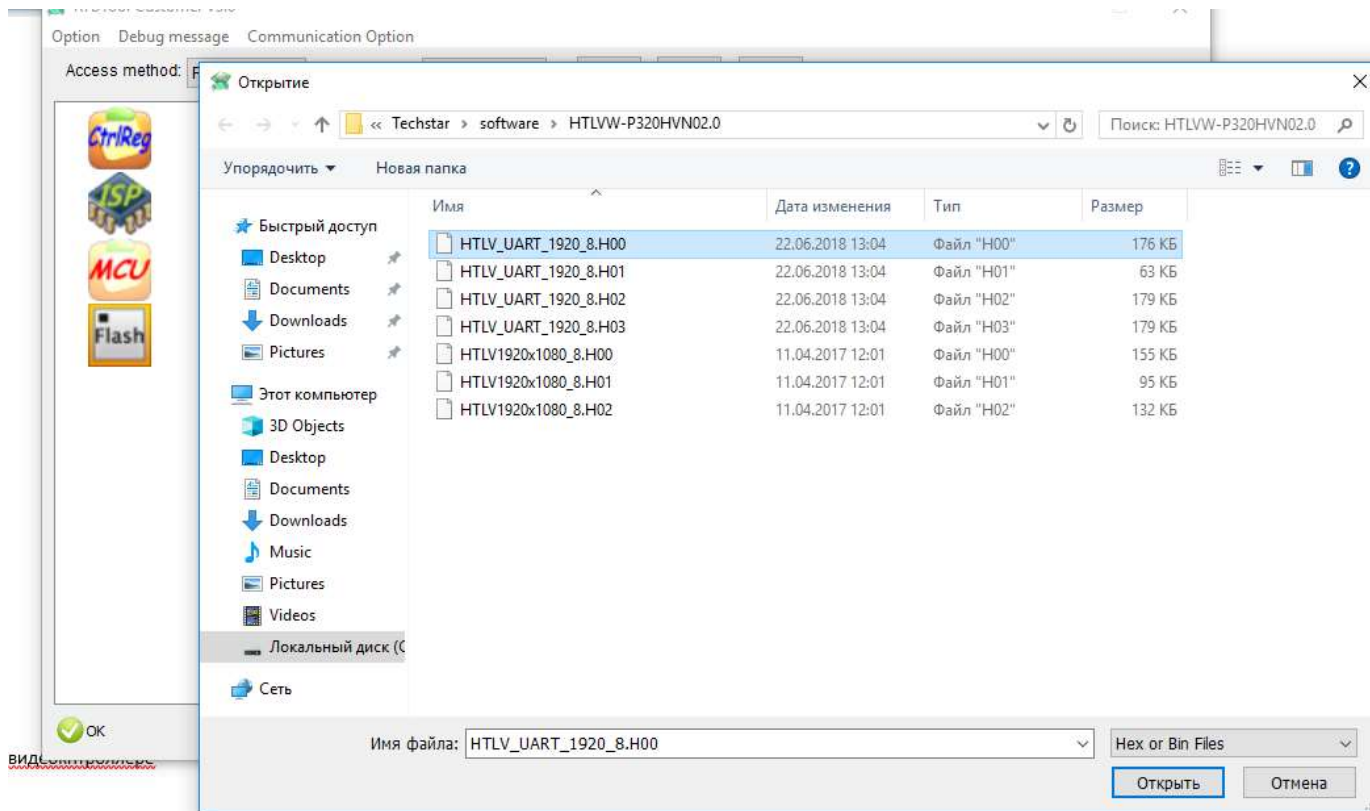 Option Debug message Communication Option
Access method:
Открытие
« Techstar › software › HTLVW-P320HVN02.0
Поиск: HTLVW-P320HVN02.0
Упорядочить Новая папка
Имя Дата изменения Тип Размер
Быстрый доступ
Desktop
Documents
Downloads
Pictures
Этот компьютер
3D Objects
Desktop
Documents
Downloads
Music
Pictures
Videos
Локальный диск (C
Сеть
HTLV_UART_1920_8.H00 22.06.2018 13:04 Файл "H00" 176 КБ
HTLV_UART_1920_8.H01 22.06.2018 13:04 Файл "H01" 63 КБ
HTLV_UART_1920_8.H02 22.06.2018 13:04 Файл "H02" 179 КБ
HTLV_UART_1920_8.H03 22.06.2018 13:04 Файл "H03" 179 КБ
HTLV1920x1080_8.H00 11.04.2017 12:01 Файл "H00" 155 КБ
HTLV1920x1080_8.H01 11.04.2017 12:01 Файл "H01" 95 КБ
HTLV1920x1080_8.H02 11.04.2017 12:01 Файл "H02" 132 КБ
CtrlReg
ISP
MCU
Flash
OK
Имя файла: HTLV_UART_1920_8.H00
Hex or Bin Files
Открыть Отмена